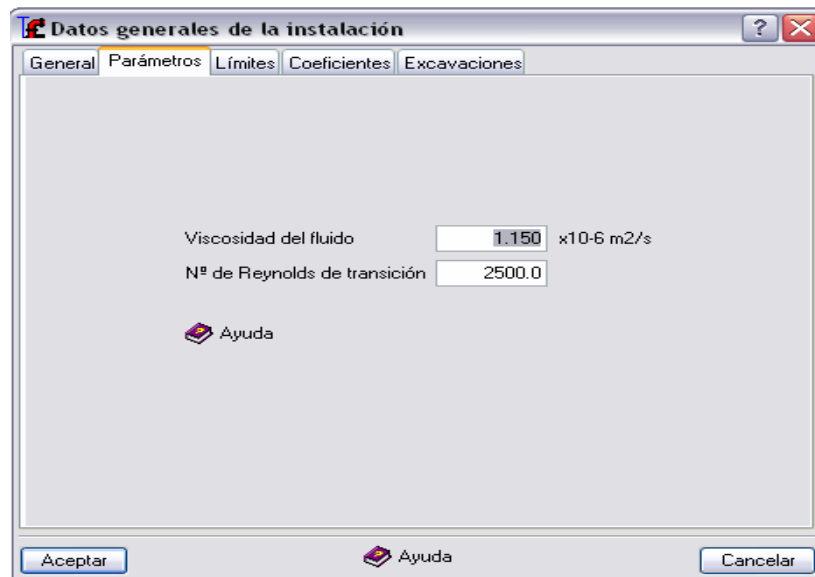 Datos generales de la instalación
General Parámetros Límites Coeficientes Excavaciones
Viscosidad del fluido 1.150 x10-6 m2/s
Nº de Reynolds de transición 2500.0
Ayuda
Aceptar Ayuda Cancelar